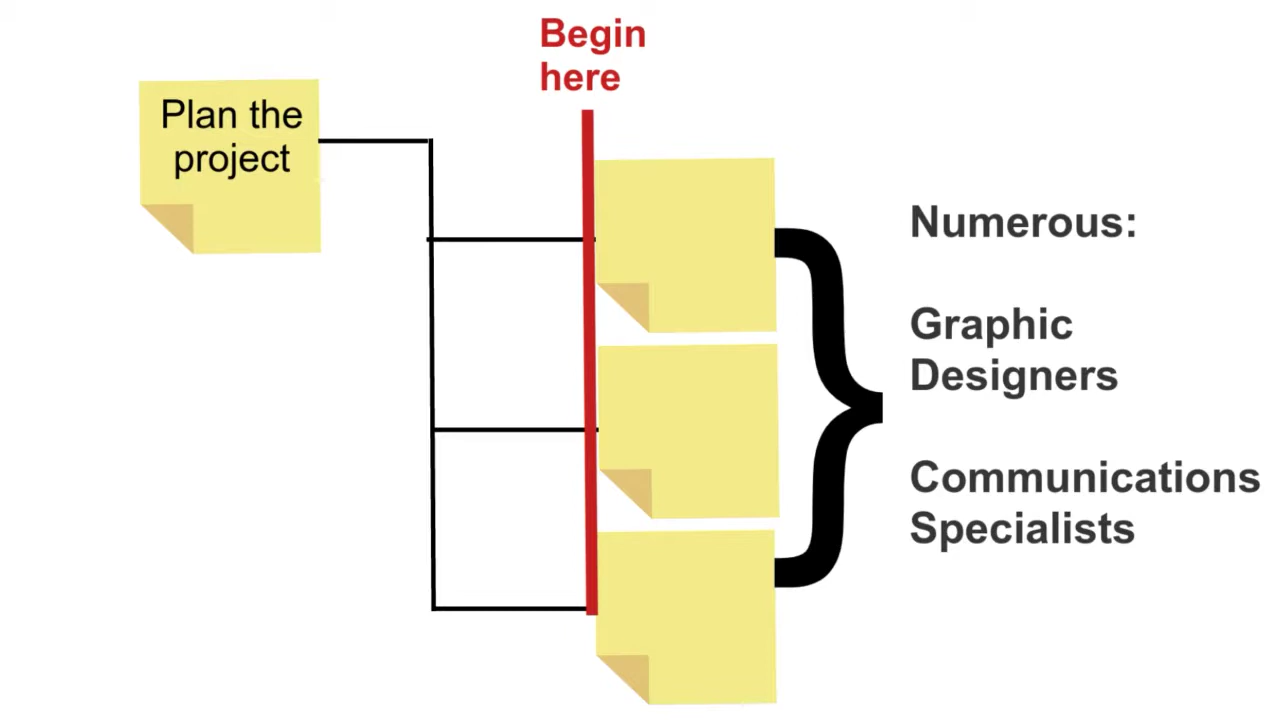 Begin
here
Plan the
project
Numerous:
Graphic
Designers
Communications
Specialists